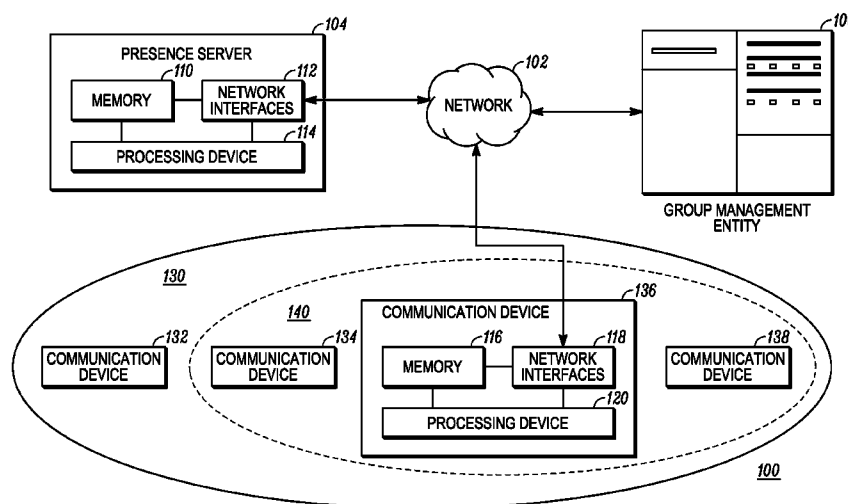 104
PRESENCE SERVER
110
112
MEMORY
NETWORK
INTERFACES
114
PROCESSING DEVICE
102
NETWORK
10
GROUP MANAGEMENT
ENTITY
130
140
136
COMMUNICATION DEVICE
132
COMMUNICATION
DEVICE
134
COMMUNICATION
DEVICE
116
MEMORY
118
NETWORK
INTERFACES
120
PROCESSING DEVICE
138
COMMUNICATION
DEVICE
100